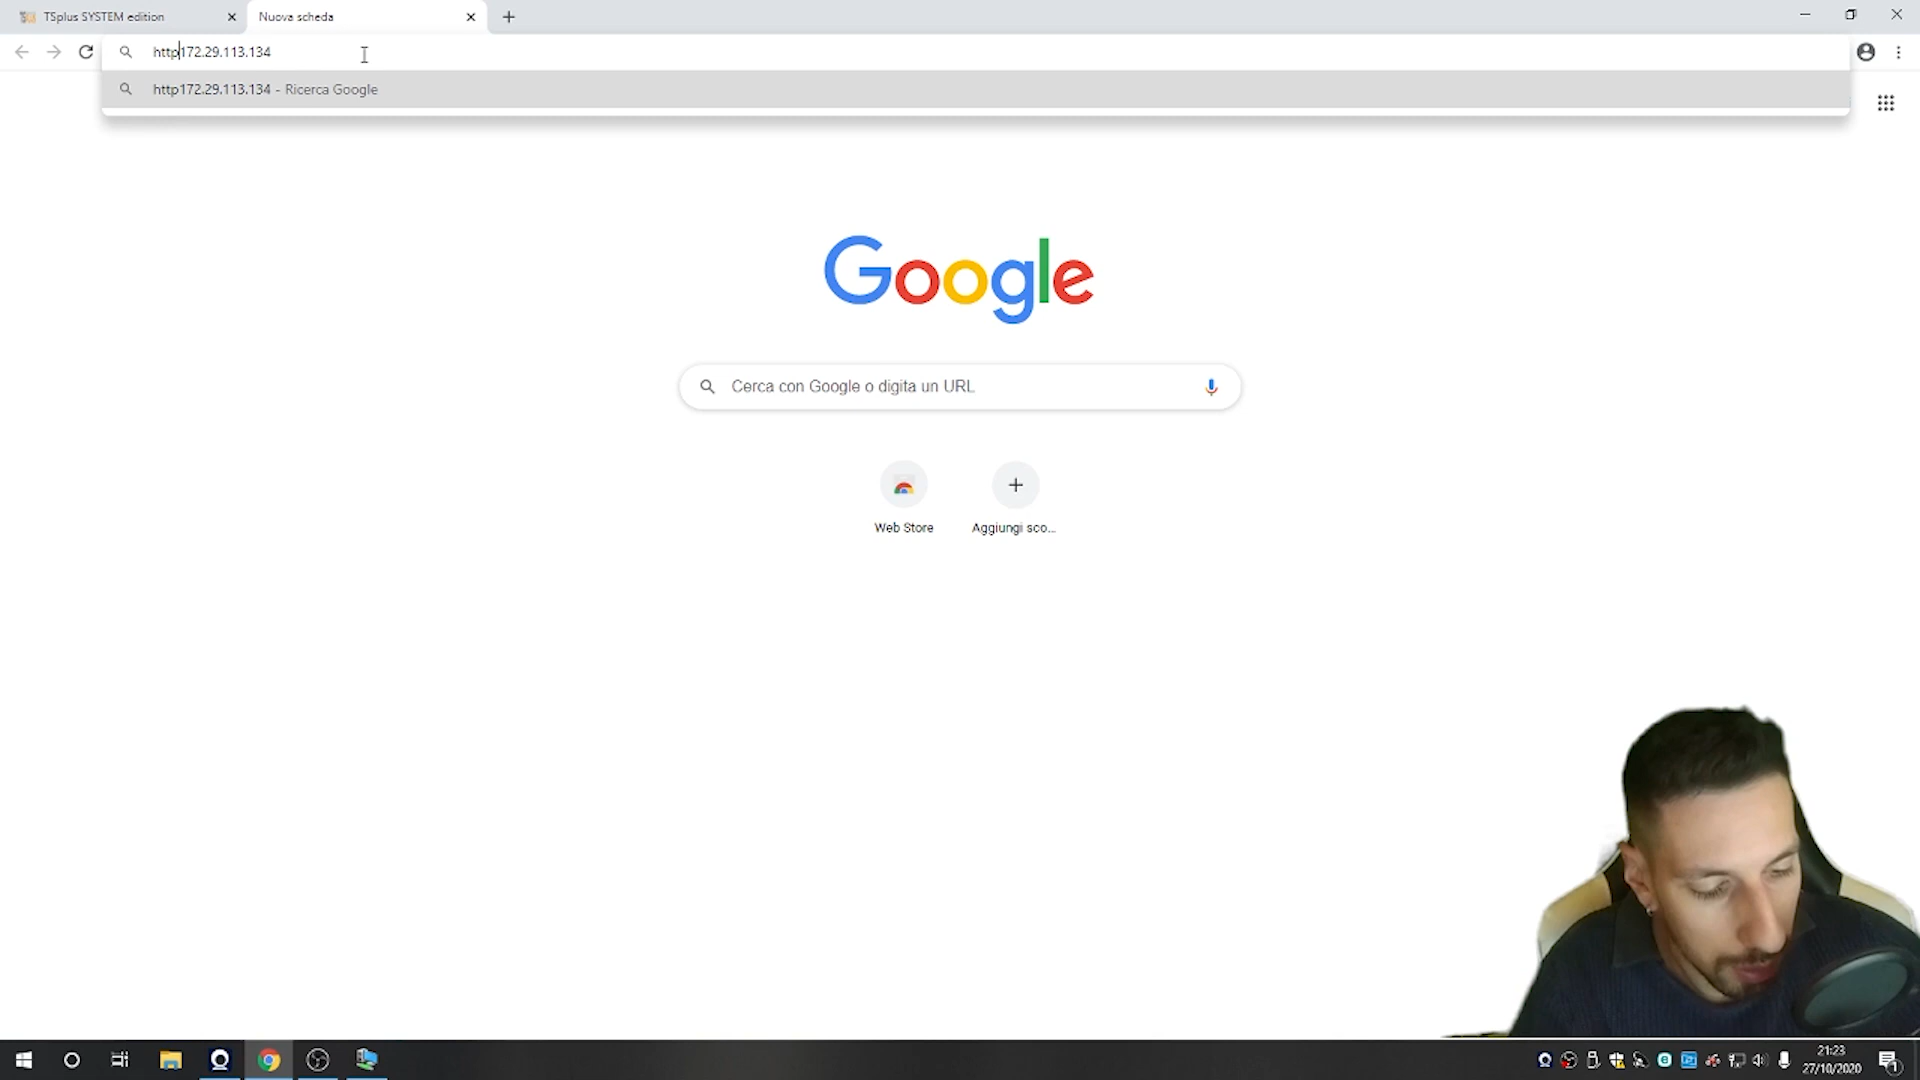 TSplus SYSTEM edition
Nuova scheda
http172.29.113.134
http172.29.113.134 - Ricerca Google
Google
Cerca con Google o digita un URL
Web Store
Aggiungi sco...
21:23
27/10/2020
1